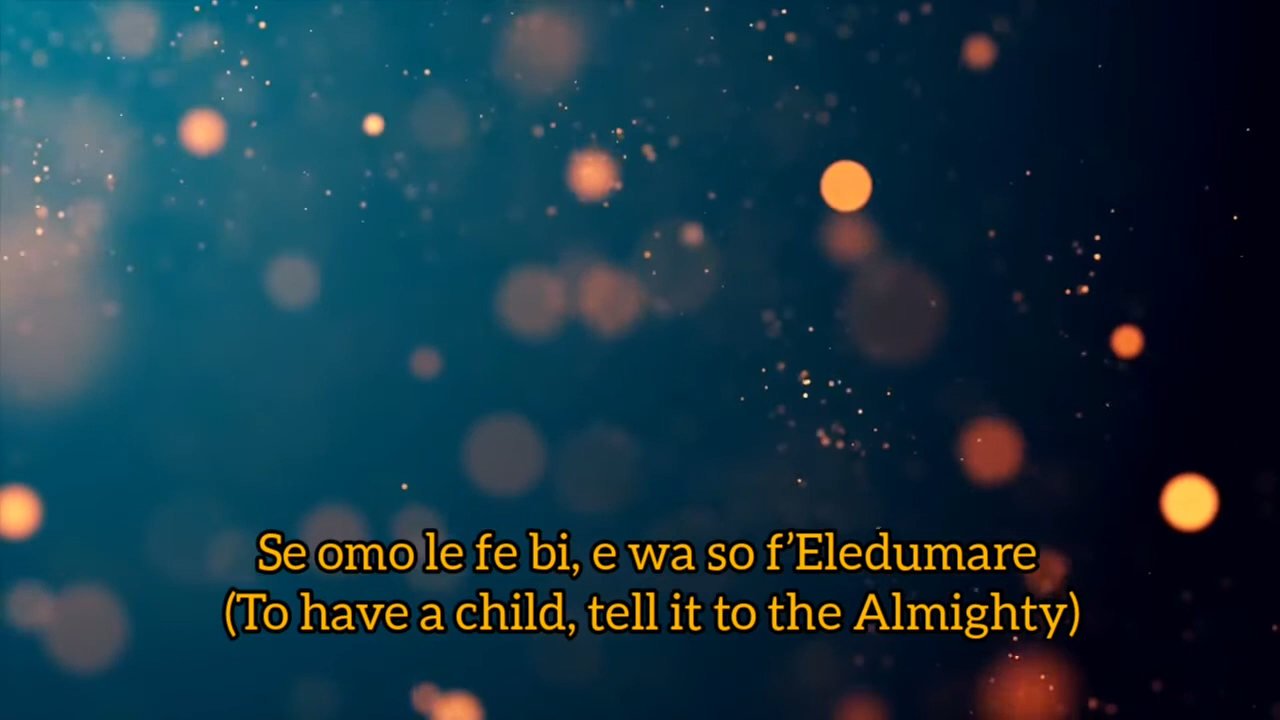 Se omo le fe bi, e wa so f’Eledumare
(To have a child, tell it to the Almighty)